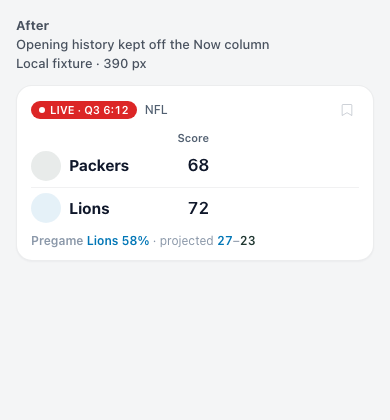 After
Opening history kept off the Now column
Local fixture · 390 px
LIVE · Q3 6:12 NFL
Score
Packers 68
Lions 72
Pregame Lions 58% · projected 27–23